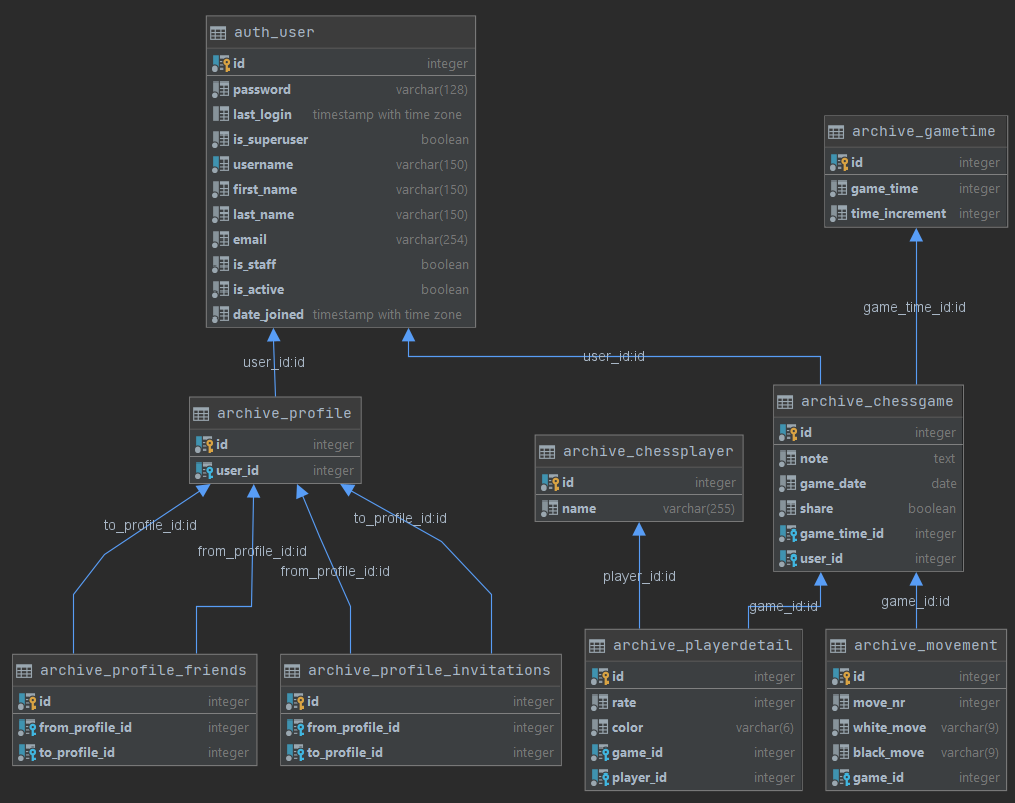 auth_user
id integer
password varchar(128)
last_login timestamp with time zone
is_superuser boolean
username varchar(150)
first_name varchar(150)
last_name varchar(150)
email varchar(254)
is_staff boolean
is_active boolean
date_joined timestamp with time zone
archive_gametime
id integer
game_time integer
time_increment integer
game_time_id:id
user_id:id
user_id:id
archive_profile
id integer
user_id integer
archive_chessplayer
id integer
name varchar(255)
archive_chessgame
id integer
note text
game_date date
share boolean
game_time_id integer
user_id integer
to_profile_id:id
from_profile_id:id
from_profile_id:id
to_profile_id:id
player_id:id
game_id:id
game_id:id
archive_profile_friends
id integer
from_profile_id integer
to_profile_id integer
archive_profile_invitations
id integer
from_profile_id integer
to_profile_id integer
archive_playerdetail
id integer
rate integer
color varchar(6)
game_id integer
player_id integer
archive_movement
id integer
move_nr integer
white_move varchar(9)
black_move varchar(9)
game_id integer